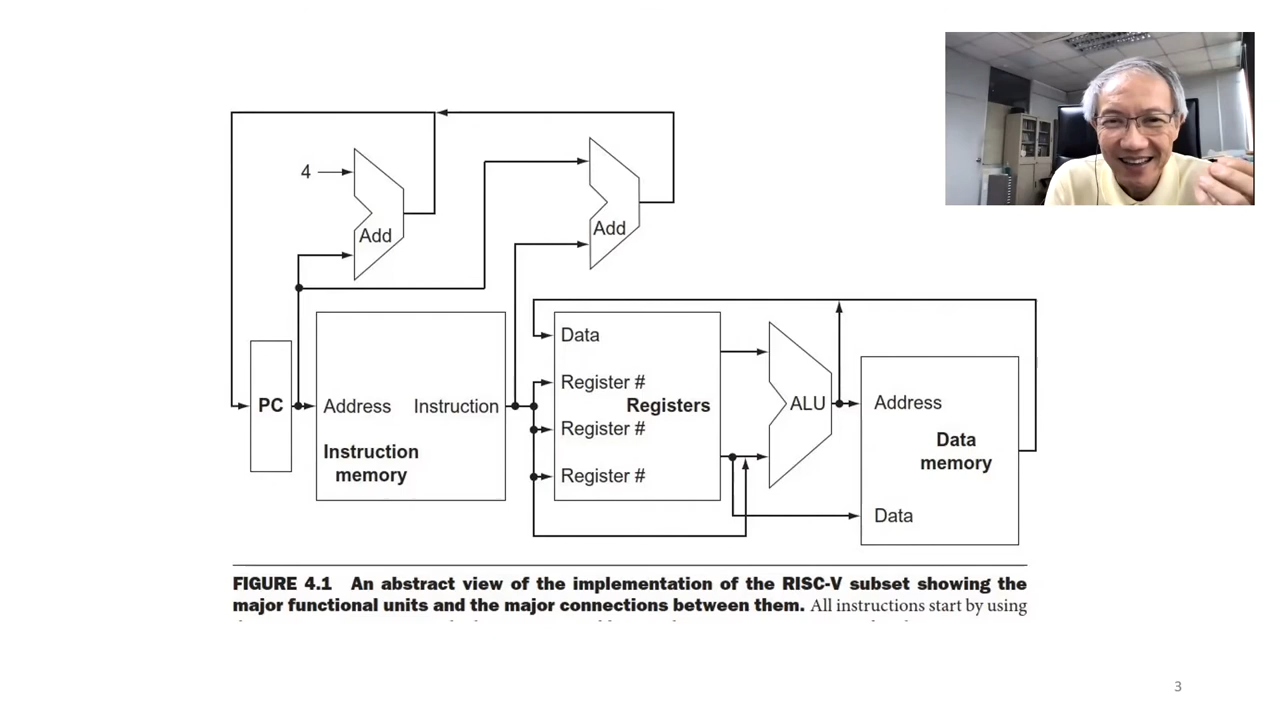 4
Add
Add
PC
Address
Instruction
Instruction
memory
Data
Register #
Registers
Register #
Register #
ALU
Address
Data
memory
Data
FIGURE 4.1 An abstract view of the implementation of the RISC-V subset showing the
major functional units and the major connections between them. All instructions start by using
3